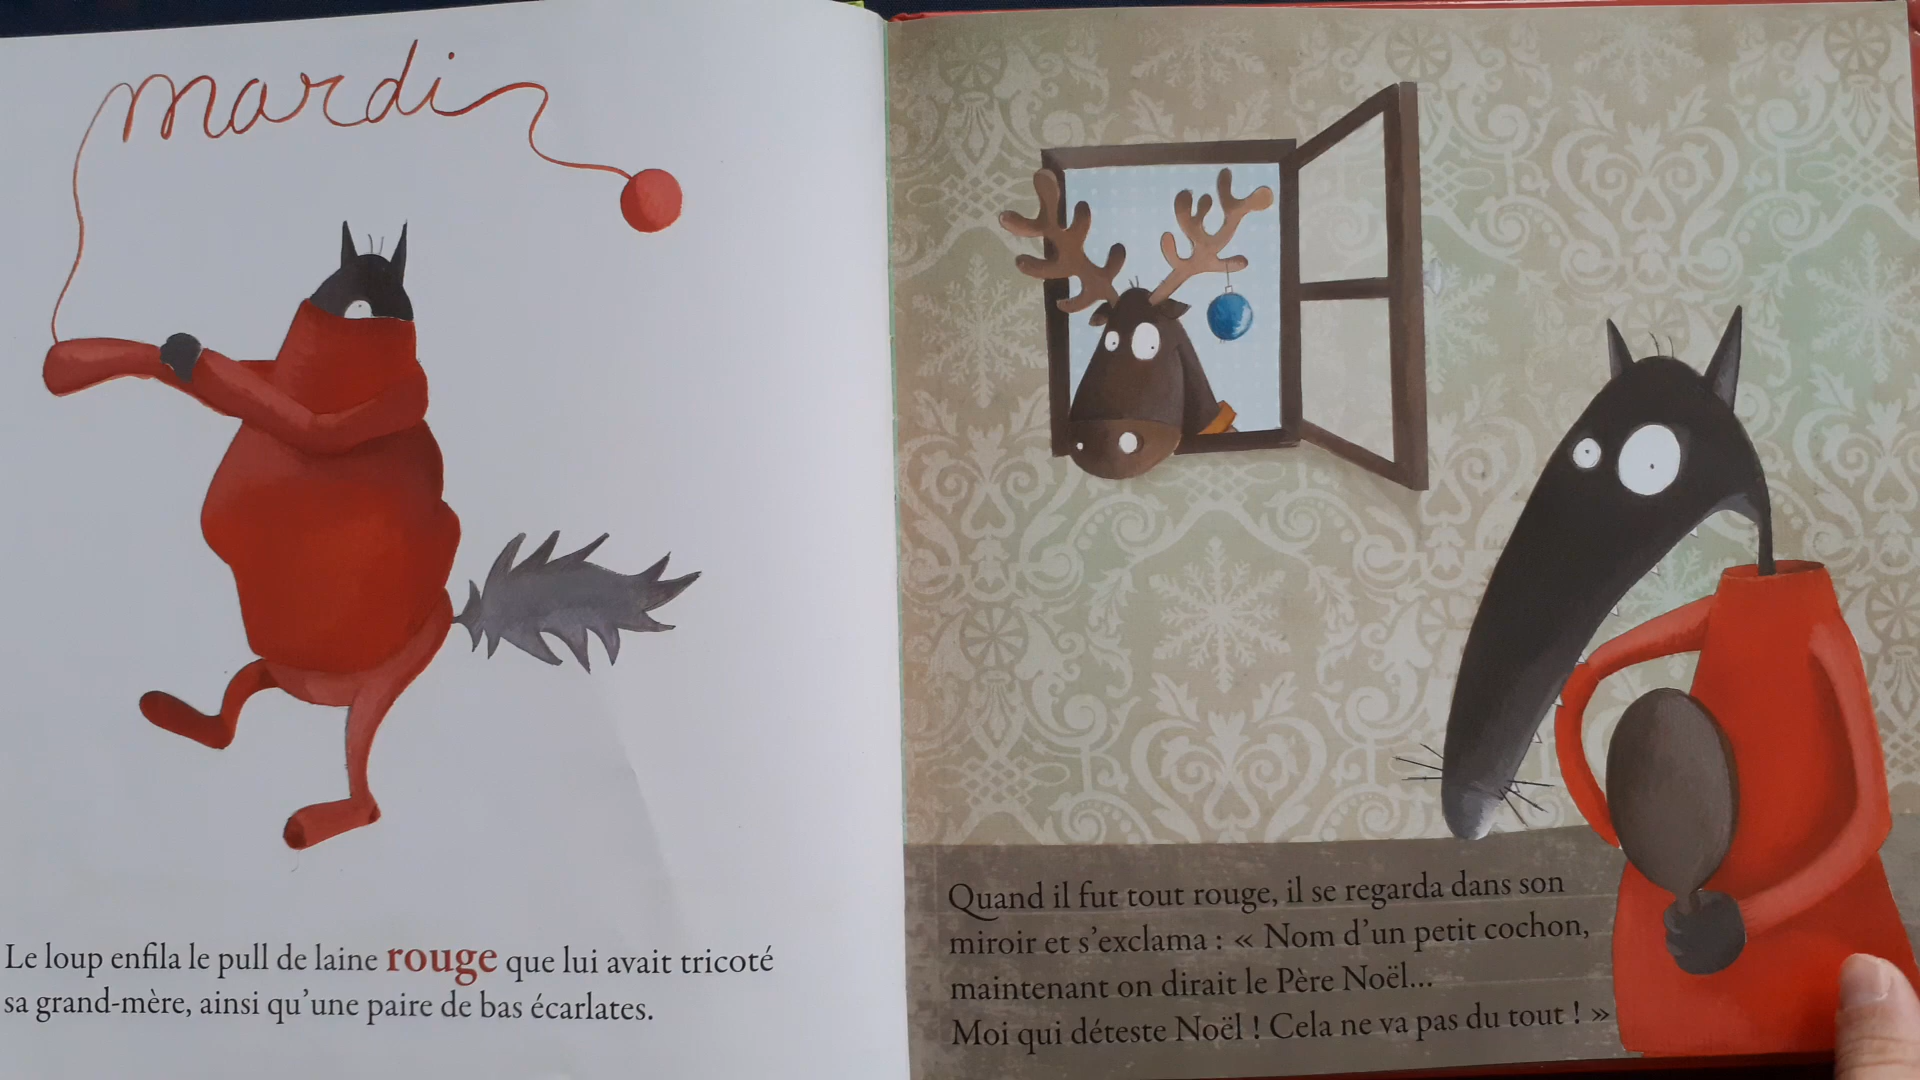 mardi
Le loup enfila le pull de laine rouge que lui avait tricoté
sa grand-mère, ainsi qu'une paire de bas écarlates.
Quand il fut tout rouge, il se regarda dans son
miroir et s'exclama : « Nom d'un petit cochon,
maintenant on dirait le Père Noël...
Moi qui déteste Noël ! Cela ne va pas du tout ! »